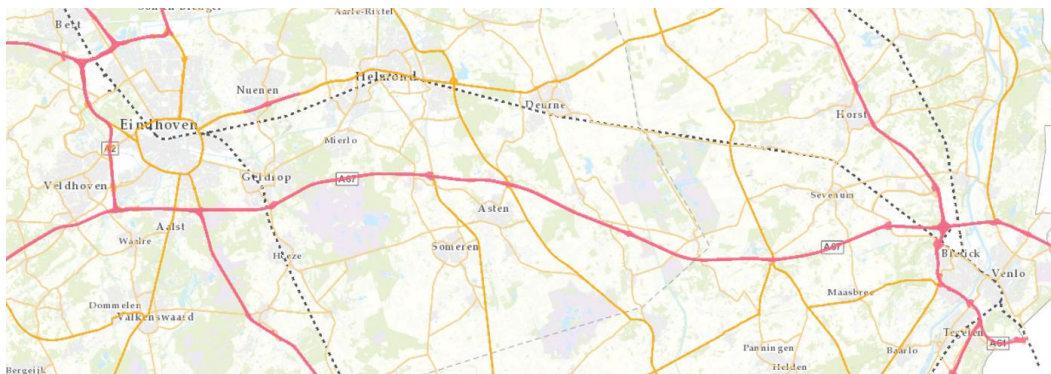 Aarle-Rixtel
Best
Helmond
Nuenen
Deurne
Horst
Eindhoven
Mierlo
A2
Geldrop
A67
Veldhoven
Sevenum
Asten
Aalst
Waalre
Someren
A67
Heeze
Blerick
Venlo
Maasbree
Dommelen
Valkenswaard
Tegelen
Panningen
A61
Baarlo
Helden
Bergeijk